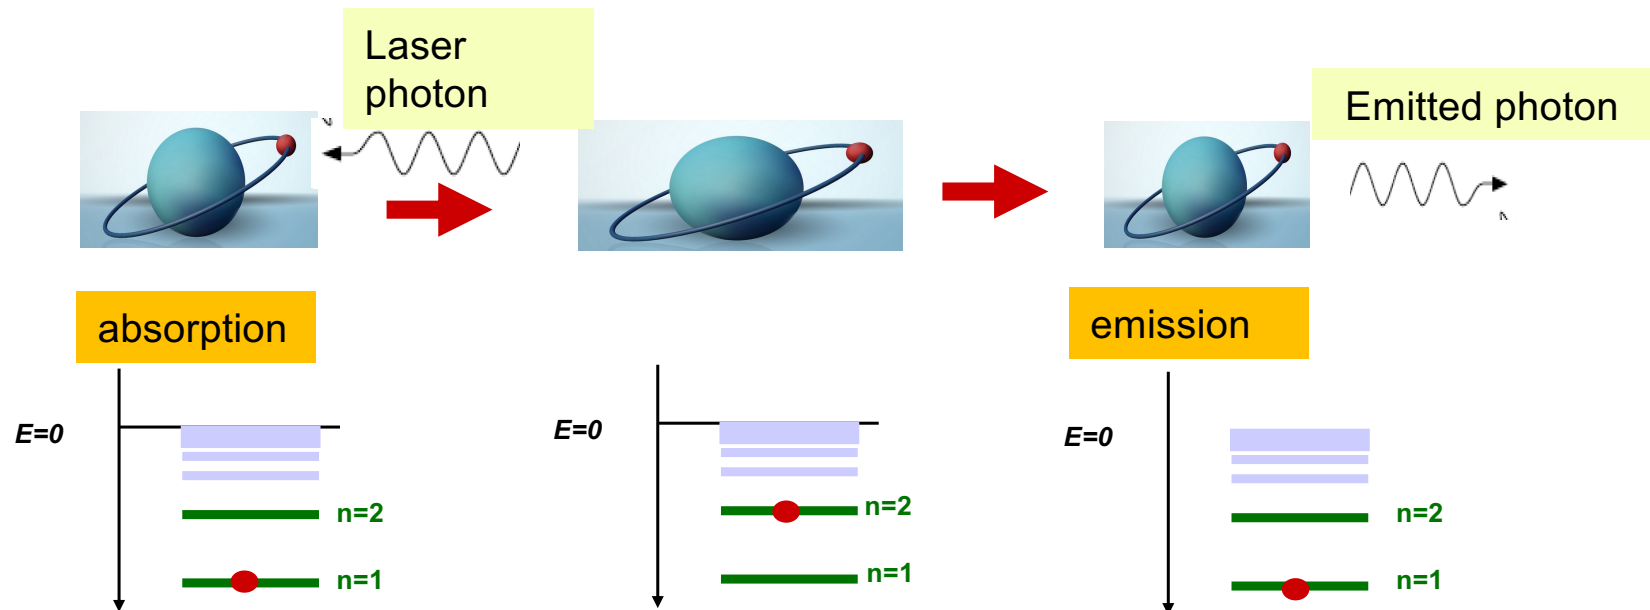 Laser
photon
Emitted photon
absorption
emission
E=0
n=2
n=1
E=0
n=2
n=1
E=0
n=2
n=1